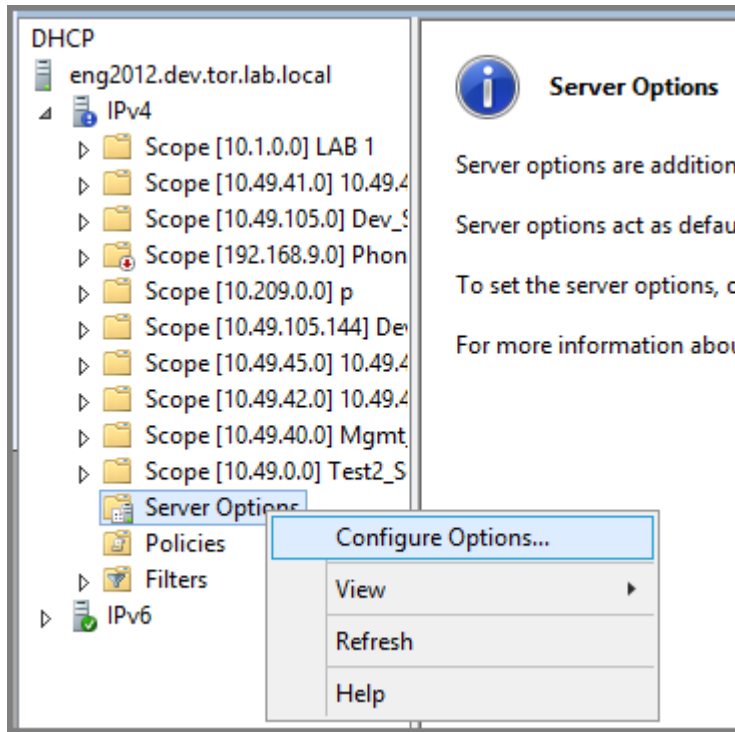 DHCP
eng2012.dev.tor.lab.local
IPv4
Scope [10.1.0.0] LAB 1
Scope [10.49.41.0] 10.49.4
Scope [10.49.105.0] Dev_S
Scope [192.168.9.0] Phon
Scope [10.209.0.0] p
Scope [10.49.105.144] De
Scope [10.49.45.0] 10.49.4
Scope [10.49.42.0] 10.49.4
Scope [10.49.40.0] Mgmt_
Scope [10.49.0.0] Test2_S
Server Options
Policies
Filters
IPv6
Configure Options...
View
Refresh
Help
Server Options
Server options are addition
Server options act as defau
To set the server options, c
For more information abou